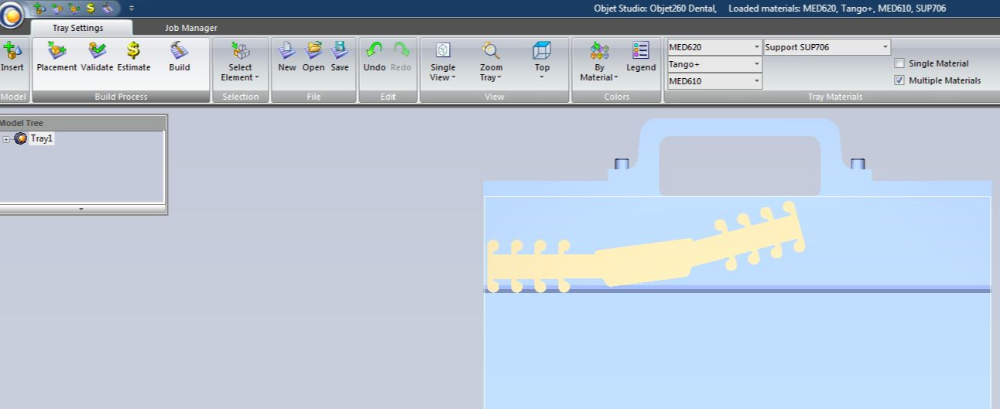 Objet Studio: Objet260 Dental, Loaded materials: MED620, Tango+, MED610, SUP706
Tray Settings Job Manager
Insert Placement Validate Estimate Build Select Element New Open Save Undo Redo Single View Zoom Tray Top By Material Legend
MED620 Support SUP706
Tango+ Single Material
MED610 Multiple Materials
Model Build Process Selection File Edit View Colors Tray Materials
Model Tree
Tray1